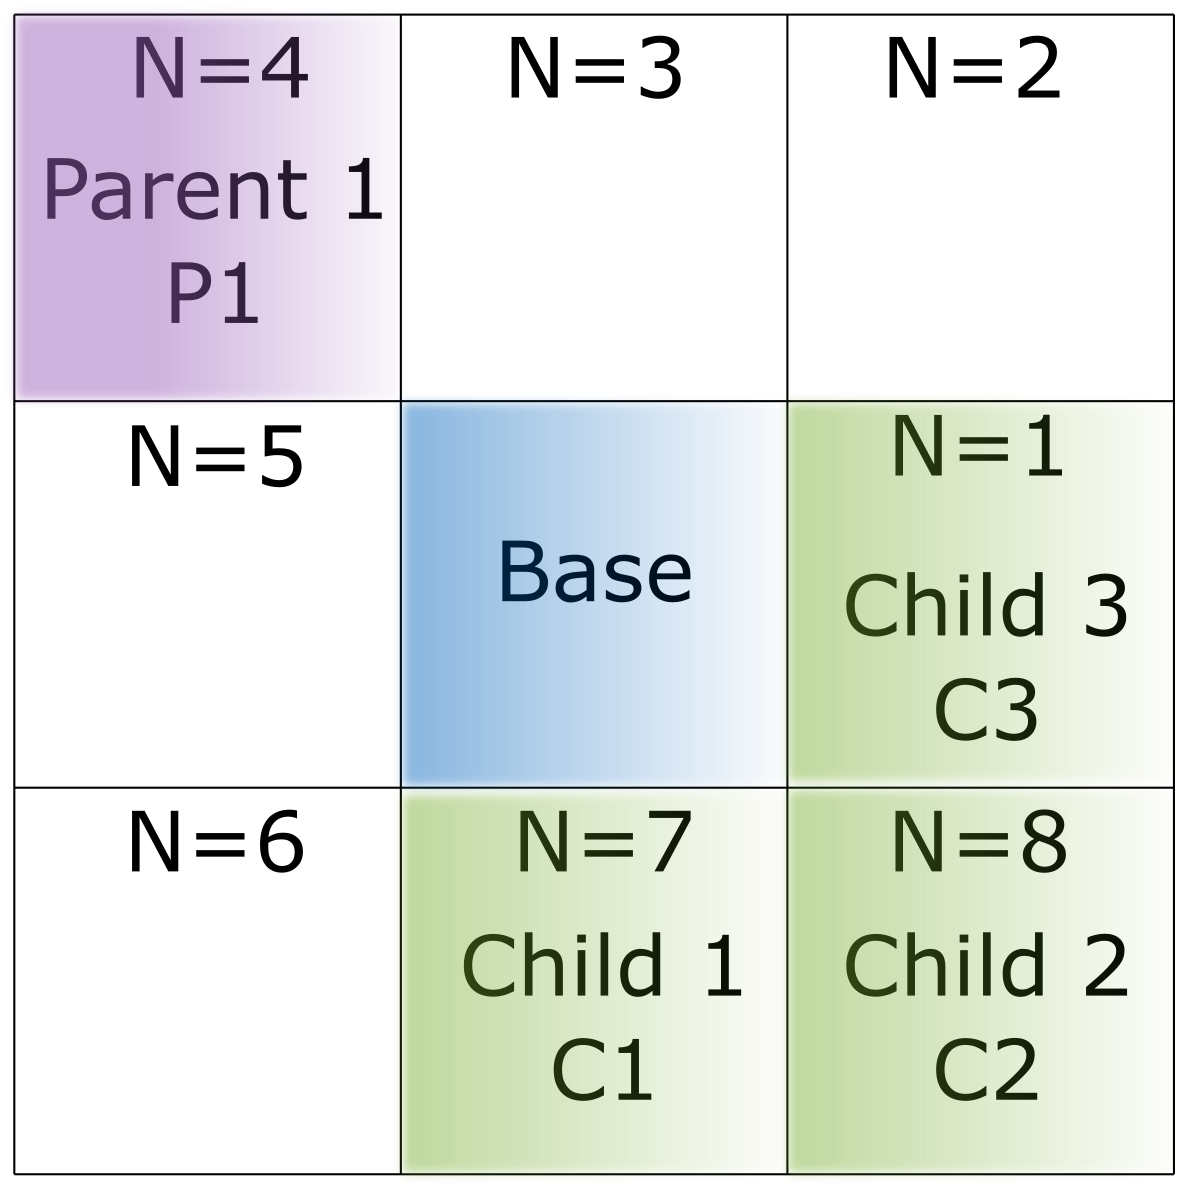 N=4
Parent 1
P1
N=3
N=2
N=5
Base
N=1
Child 3
C3
N=6
N=7
Child 1
C1
N=8
Child 2
C2